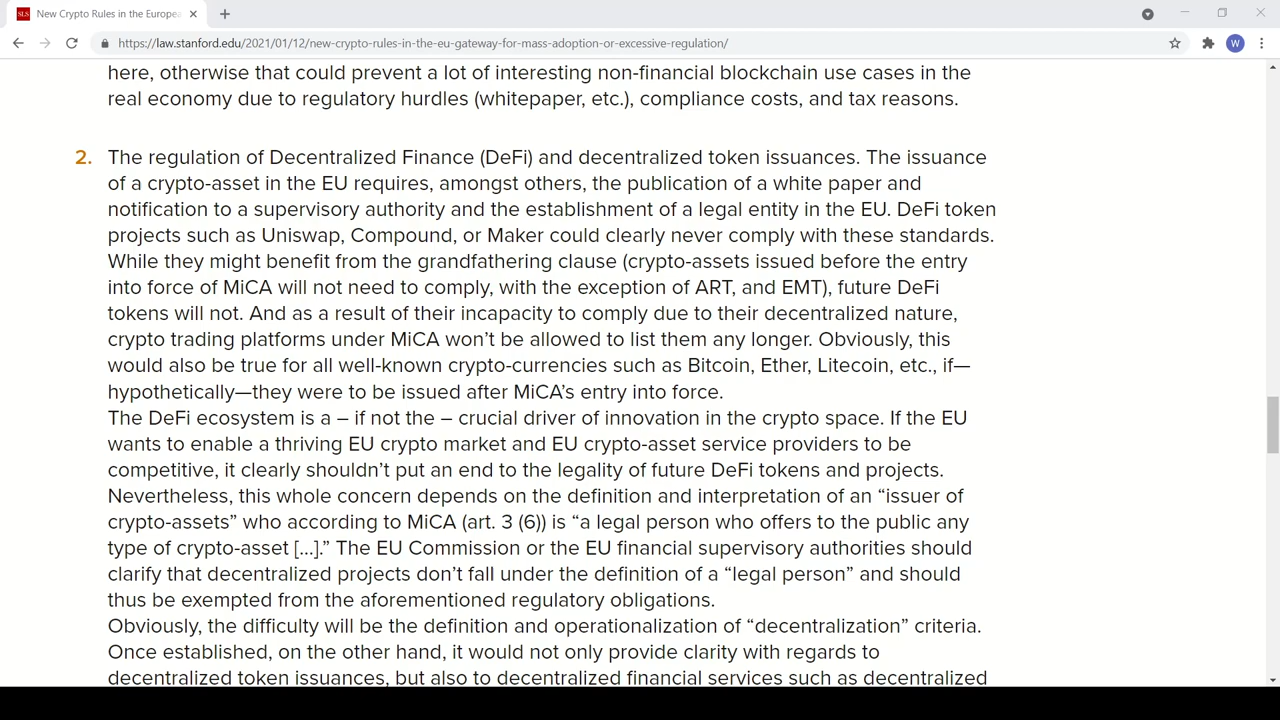 SLS New Crypto Rules in the Europea
https://law.stanford.edu/2021/01/12/new-crypto-rules-in-the-eu-gateway-for-mass-adoption-or-excessive-regulation/
W
here, otherwise that could prevent a lot of interesting non-financial blockchain use cases in the
real economy due to regulatory hurdles (whitepaper, etc.), compliance costs, and tax reasons.
2. The regulation of Decentralized Finance (DeFi) and decentralized token issuances. The issuance
of a crypto-asset in the EU requires, amongst others, the publication of a white paper and
notification to a supervisory authority and the establishment of a legal entity in the EU. DeFi token
projects such as Uniswap, Compound, or Maker could clearly never comply with these standards.
While they might benefit from the grandfathering clause (crypto-assets issued before the entry
into force of MiCA will not need to comply, with the exception of ART, and EMT), future DeFi
tokens will not. And as a result of their incapacity to comply due to their decentralized nature,
crypto trading platforms under MiCA won’t be allowed to list them any longer. Obviously, this
would also be true for all well-known crypto-currencies such as Bitcoin, Ether, Litecoin, etc., if—
hypothetically—they were to be issued after MiCA’s entry into force.
The DeFi ecosystem is a – if not the – crucial driver of innovation in the crypto space. If the EU
wants to enable a thriving EU crypto market and EU crypto-asset service providers to be
competitive, it clearly shouldn’t put an end to the legality of future DeFi tokens and projects.
Nevertheless, this whole concern depends on the definition and interpretation of an “issuer of
crypto-assets” who according to MiCA (art. 3 (6)) is “a legal person who offers to the public any
type of crypto-asset [...].” The EU Commission or the EU financial supervisory authorities should
clarify that decentralized projects don’t fall under the definition of a “legal person” and should
thus be exempted from the aforementioned regulatory obligations.
Obviously, the difficulty will be the definition and operationalization of “decentralization” criteria.
Once established, on the other hand, it would not only provide clarity with regards to
decentralized token issuances, but also to decentralized financial services such as decentralized